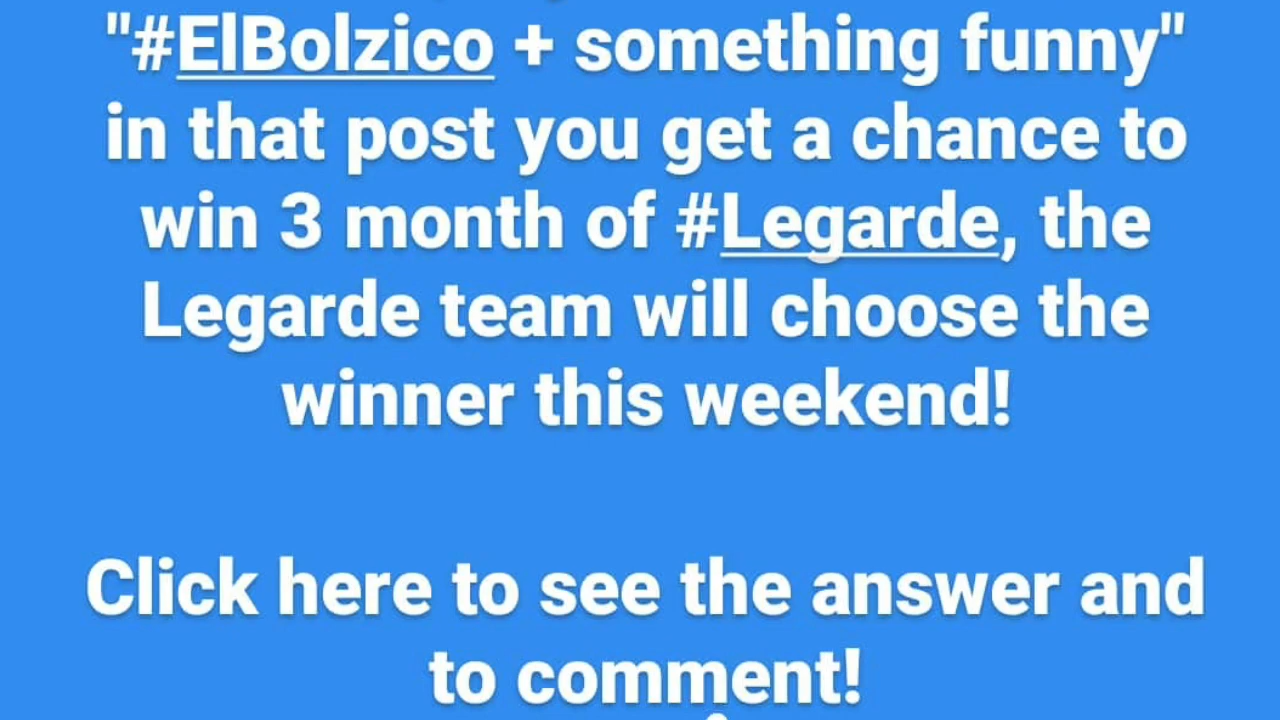 "#ElBolzico + something funny"
in that post you get a chance to
win 3 month of #Legarde, the
Legarde team will choose the
winner this weekend!
Click here to see the answer and
to comment!